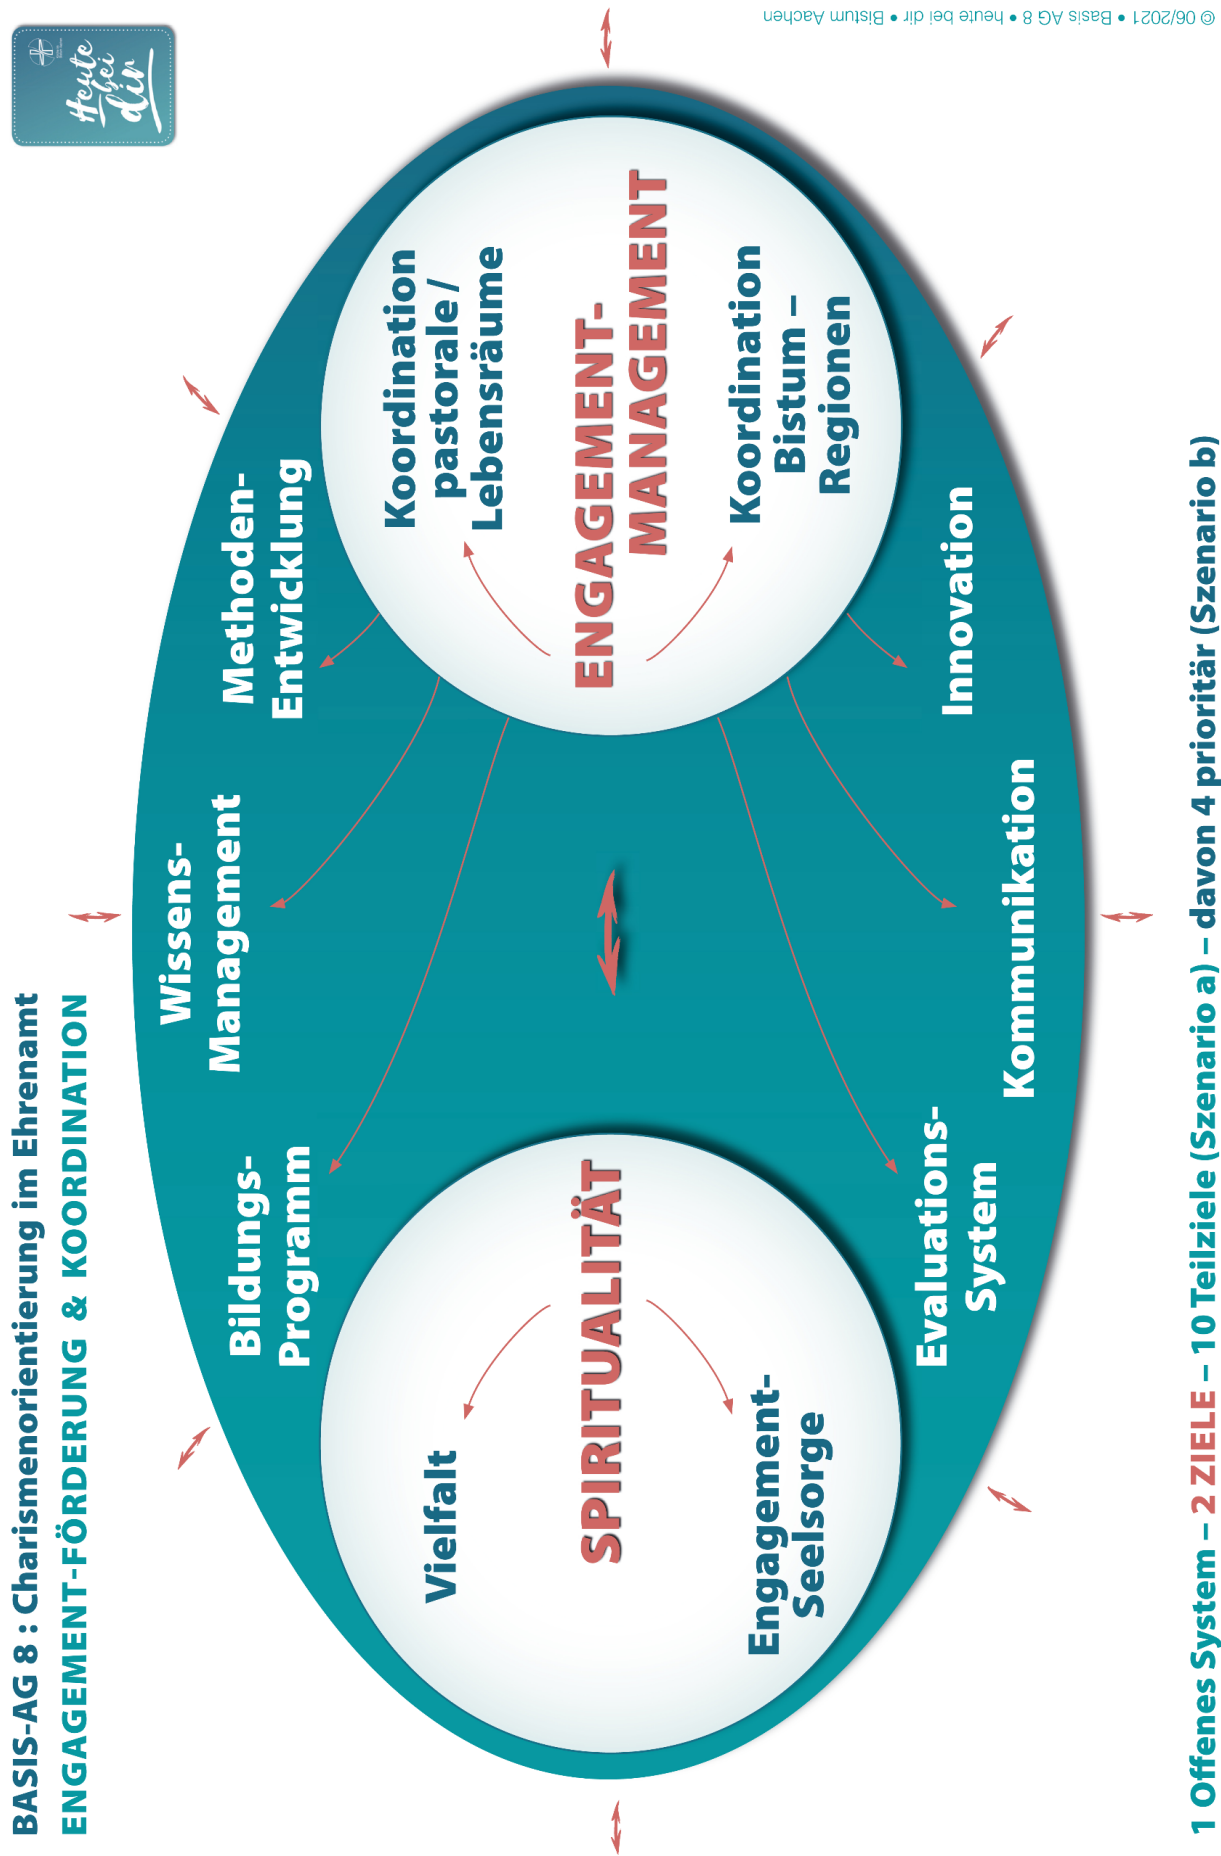 BASIS-AG 8 : Charismenorientierung im Ehrenamt
ENGAGEMENT-FÖRDERUNG & KOORDINATION
Heute
bei
dir
Bildungs-
Programm
Wissens-
Management
Methoden-
Entwicklung
Vielfalt
SPIRITUALITÄT
Engagement-
Seelsorge
Koordination
pastorale /
Lebensräume
ENGAGEMENT-
MANAGEMENT
Koordination
Bistum –
Regionen
Evaluations-
System
Kommunikation
Innovation
1 Offenes System – 2 ZIELE – 10 Teilziele (Szenario a) – davon 4 prioritär (Szenario b)
© 06/2021 • Basis AG 8 • heute bei dir • Bistum Aachen